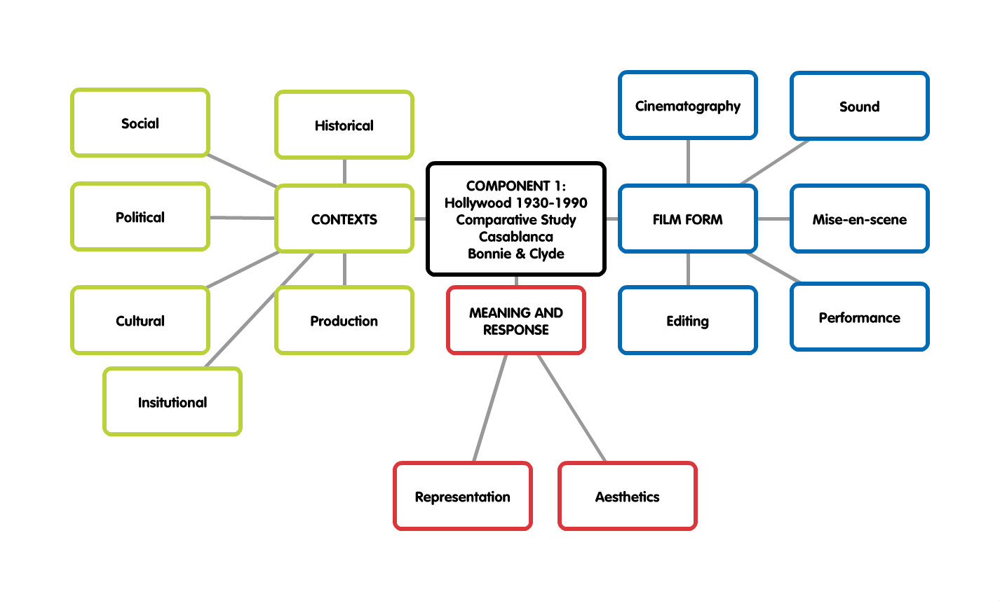 Social
Historical
Cinematography
Sound
Political
CONTEXTS
COMPONENT 1:
Hollywood 1930-1990
Comparative Study
Casablanca
Bonnie & Clyde
FILM FORM
Mise-en-scene
Cultural
Production
MEANING AND
RESPONSE
Editing
Performance
Insitutional
Representation
Aesthetics